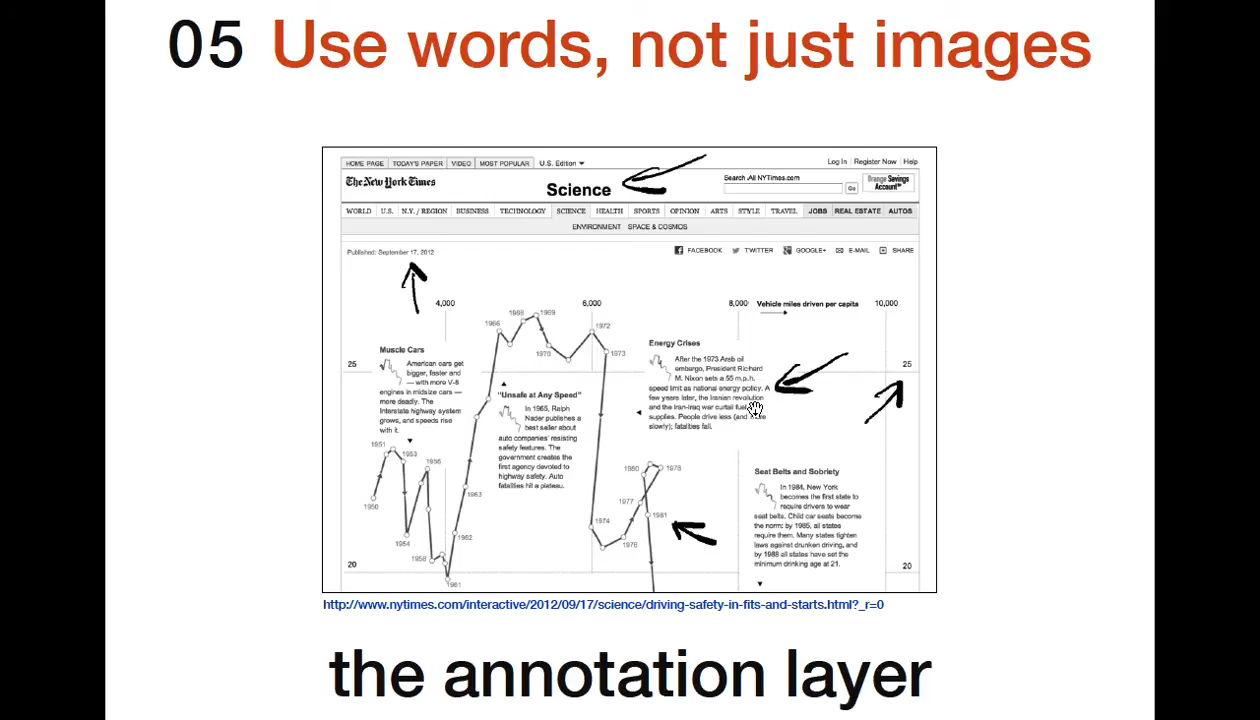 05 Use words, not just images
HOME PAGE TODAY'S PAPER VIDEO MOST POPULAR U.S. Edition
Log In Register Now Help
The New York Times
Science
Search All NYTimes.com
Go
Orange Savings
Account
WORLD U.S. N.Y. / REGION BUSINESS TECHNOLOGY SCIENCE HEALTH SPORTS OPINION ARTS STYLE TRAVEL JOBS REAL ESTATE AUTOS
ENVIRONMENT SPACE & COSMOS
Published: September 17, 2012
FACEBOOK TWITTER GOOGLE+ E-MAIL SHARE
4,000 6,000 8,000 Vehicle miles driven per capita 10,000
1966 1968 1969 1970 1972 1973
25
25
Muscle Cars
American cars get
bigger, faster and
— with more V-8
engines in midsize cars —
more deadly. The
Interstate highway system
grows, and speeds rise
with it.
"Unsafe at Any Speed"
In 1965, Ralph
Nader publishes a
best seller about
auto companies' resisting
safety features. The
government creates the
first agency devoted to
highway safety. Auto
fatalities hit a plateau.
Energy Crises
After the 1973 Arab oil
embargo, President Richard
M. Nixon sets a 55 m.p.h.
speed limit as national energy policy. A
few years later, the Iranian revolution
and the Iran-Iraq war curtail fuel
supplies. People drive less (and
slowly); fatalities fall.
Seat Belts and Sobriety
In 1984, New York
becomes the first state to
require drivers to wear
seat belts. Child car seats become
the norm: by 1985, all states
require them. Many states tighten
laws against drunken driving, and
by 1988 all states have set the
minimum drinking age at 21.
1950 1951 1953 1954 1956 1958 1961 1962 1963
1974 1976 1977 1978 1980 1981
20
20
http://www.nytimes.com/interactive/2012/09/17/science/driving-safety-in-fits-and-starts.html?_r=0
the annotation layer